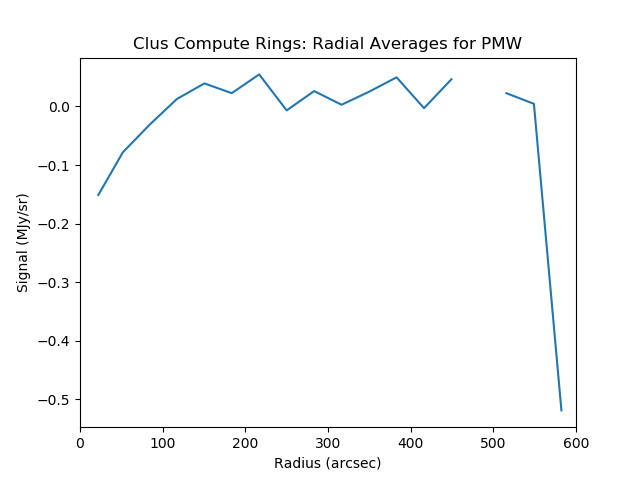 Clus Compute Rings: Radial Averages for PMW
0.0
−0.1
−0.2
−0.3
−0.4
−0.5
Signal (MJy/sr)
0 100 200 300 400 500 600
Radius (arcsec)